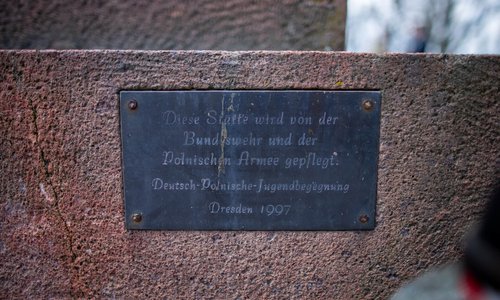 Diese Stätte wird von der
Bundeswehr und der
Polnischen Armee gepflegt.
Deutsch-Polnische-Jugendbegegnung
Dresden 1997